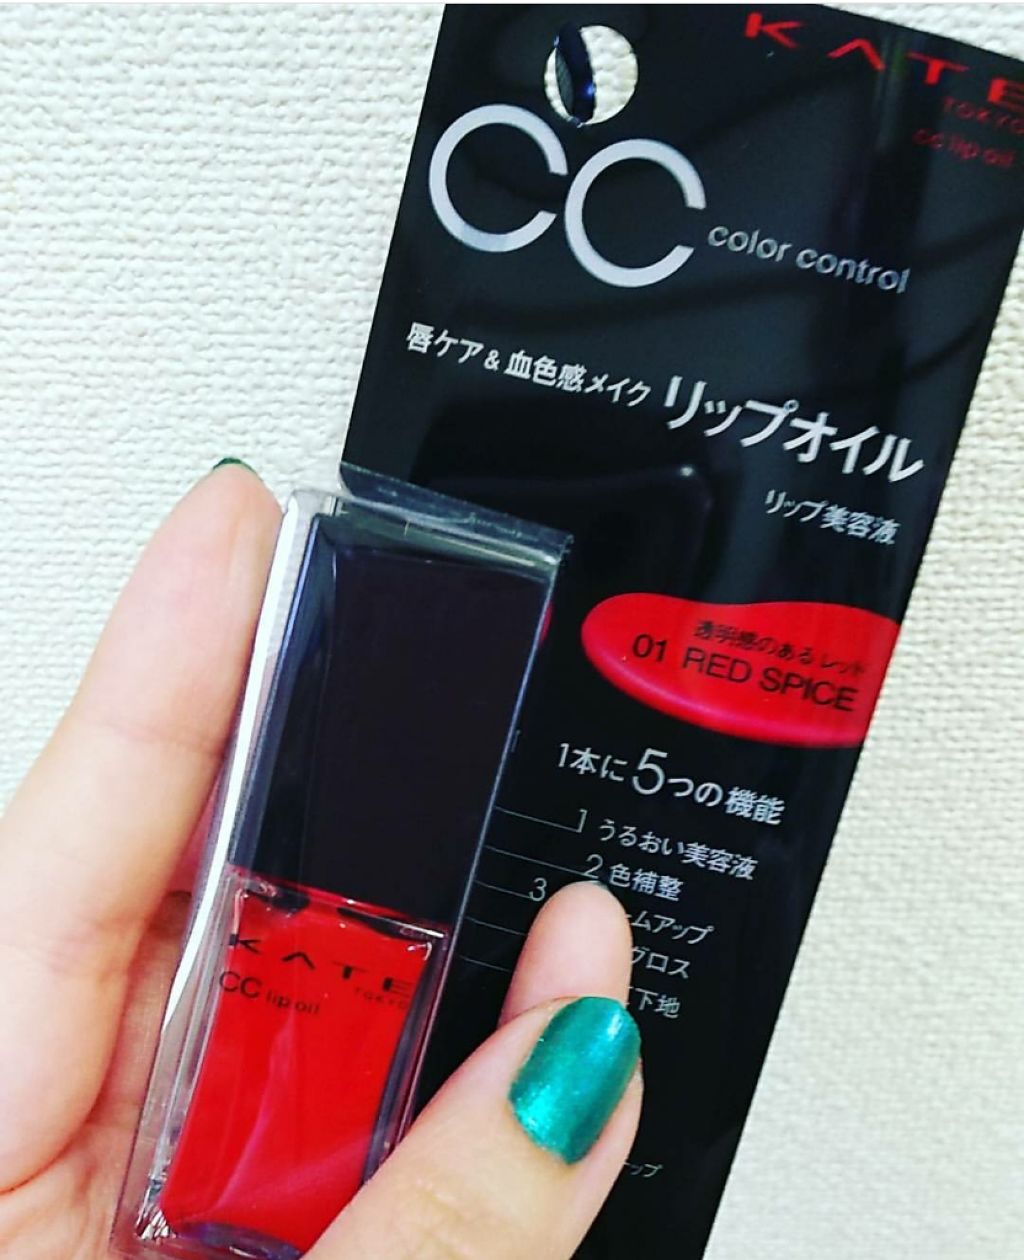 KATE
TOKYO
cc lip oil
CC color control
唇ケア&血色感メイク リップオイル
リップ美容液
透明感のあるレッド
01 RED SPICE
1本に5つの機能
1 うるおい美容液
2 色補整
3 ームアップ
グロス
下地
ップ
KATE
TOKYO
CC lip oil